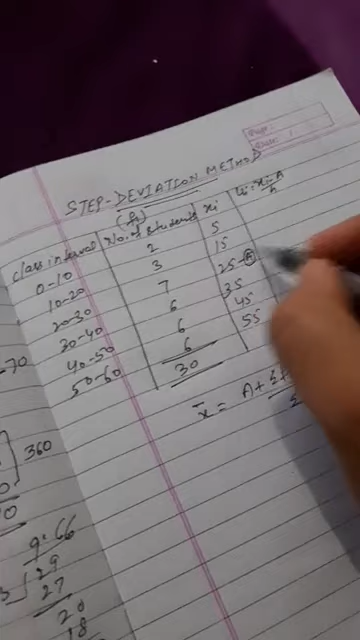 STEP-DEVIATION METHOD
class interval (fi) No. of students xi ui = xi-A/h
0-10 2 5
10-20 3 15
20-30 7 25-A
30-40 6 35
40-50 6 45
50-60 6 55
30
x̄ = A +
-70
360
9.66
29
27
20
18